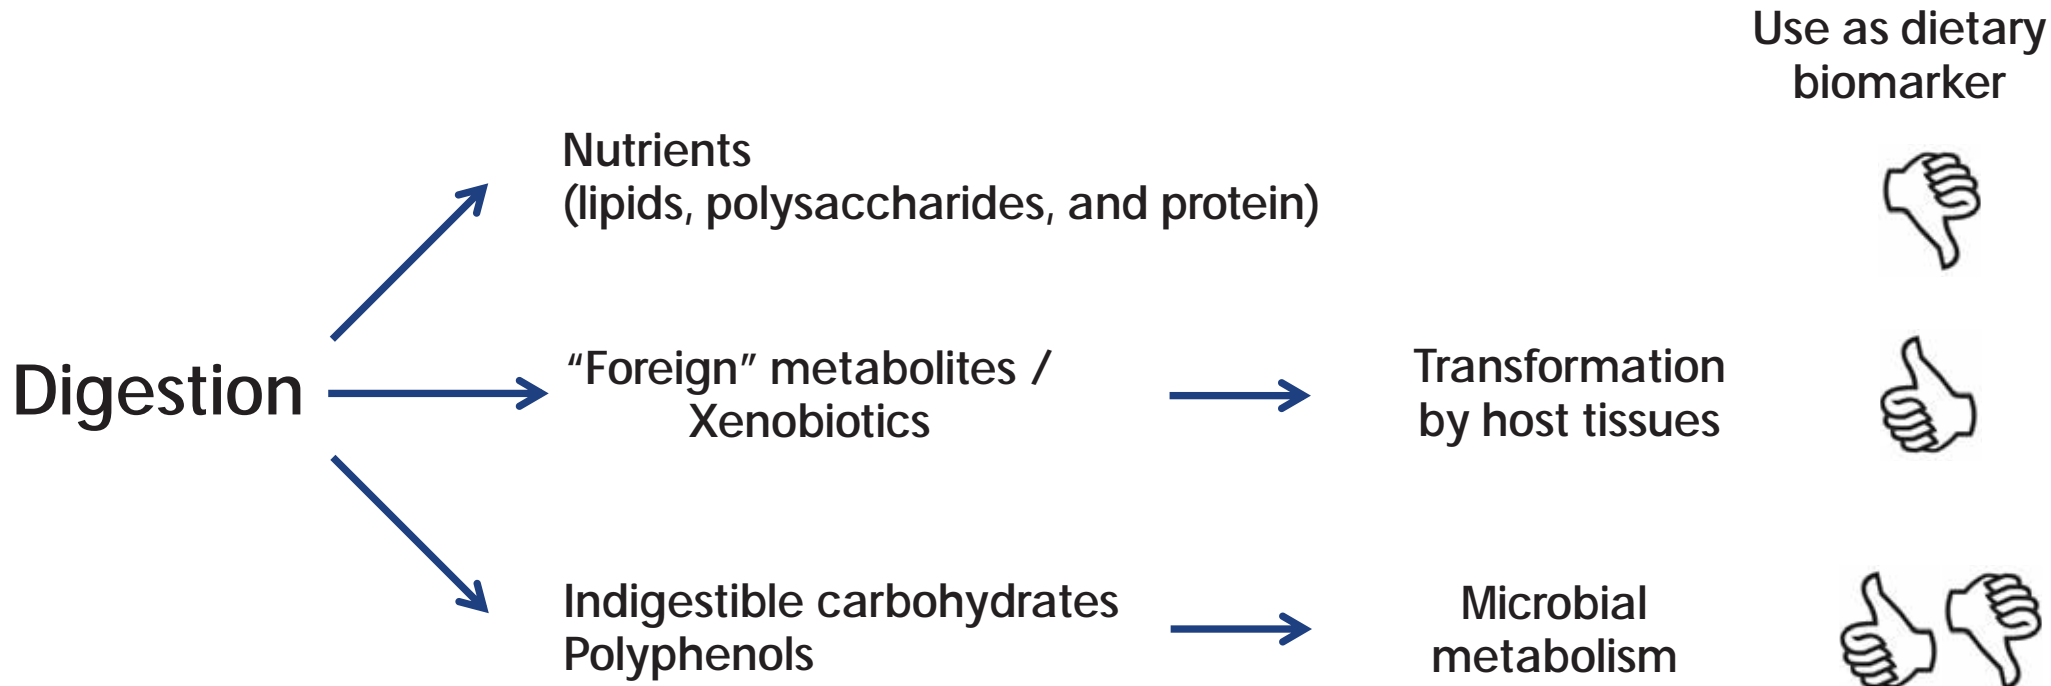 Use as dietary
biomarker
Nutrients
(lipids, polysaccharides, and protein)
Digestion
“Foreign” metabolites /
Xenobiotics
Transformation
by host tissues
Indigestible carbohydrates
Polyphenols
Microbial
metabolism